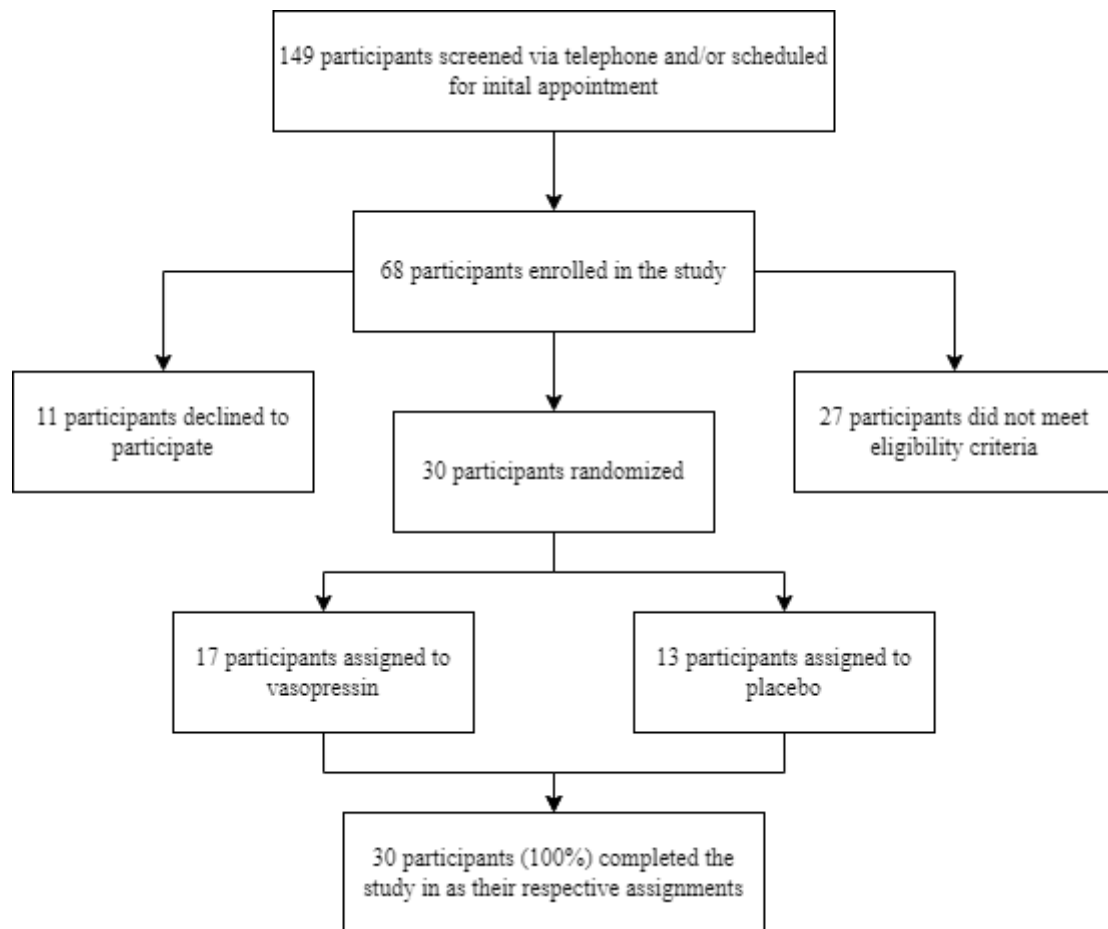 149 participants screened via telephone and/or scheduled
for inital appointment
68 participants enrolled in the study
11 participants declined to
participate
30 participants randomized
27 participants did not meet
eligibility criteria
17 participants assigned to
vasopressin
13 participants assigned to
placebo
30 participants (100%) completed the
study in as their respective assignments